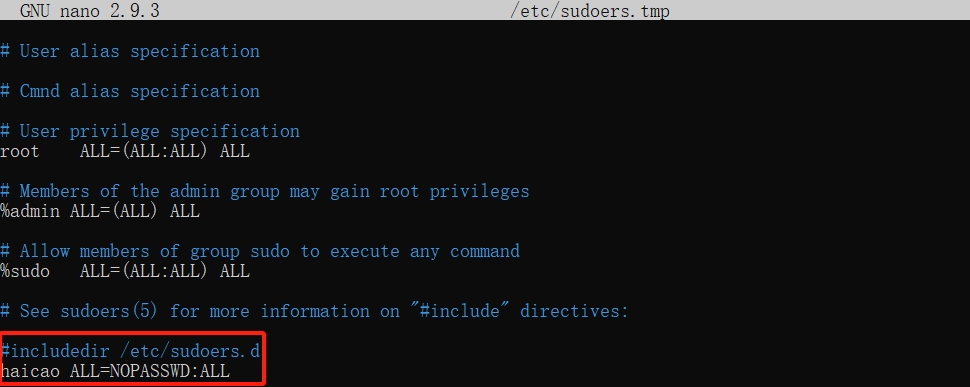 GNU nano 2.9.3 /etc/sudoers.tmp
# User alias specification
# Cmnd alias specification
# User privilege specification
root ALL=(ALL:ALL) ALL
# Members of the admin group may gain root privileges
%admin ALL=(ALL) ALL
# Allow members of group sudo to execute any command
%sudo ALL=(ALL:ALL) ALL
# See sudoers(5) for more information on "#include" directives:
#includedir /etc/sudoers.d
haicao ALL=NOPASSWD:ALL